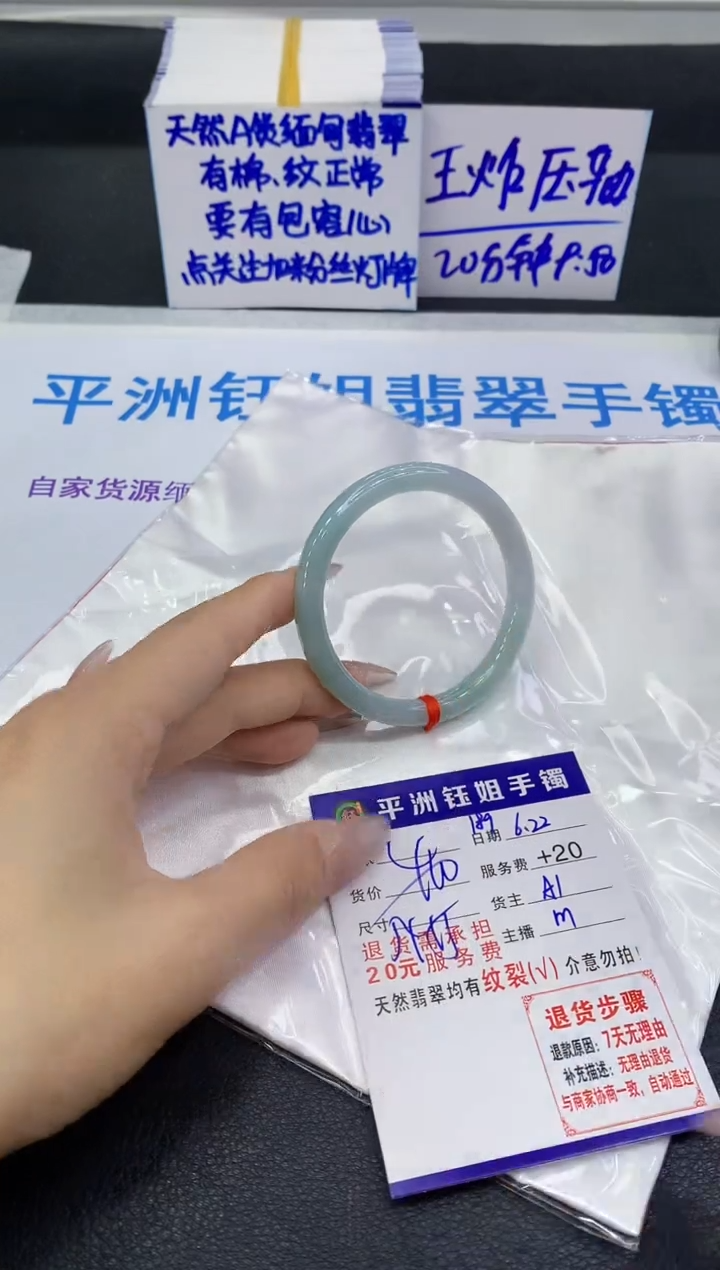 天然A货缅甸翡翠
有棉、纹正常
要有包容(心)
点关注加粉丝灯牌
王炸压轴
20分钟
平洲钰姐翡翠手镯
自家货源缅
平洲钰姐手镯
189
日期 6.22
货价
服务费 +20
尺寸
货主 A1
退货需承担
20元服务费
主播 m
天然翡翠均有纹裂(√)介意勿拍!
退货步骤
退款原因:7天无理由
补充描述:无理由退货
与商家协商一致,自动通过